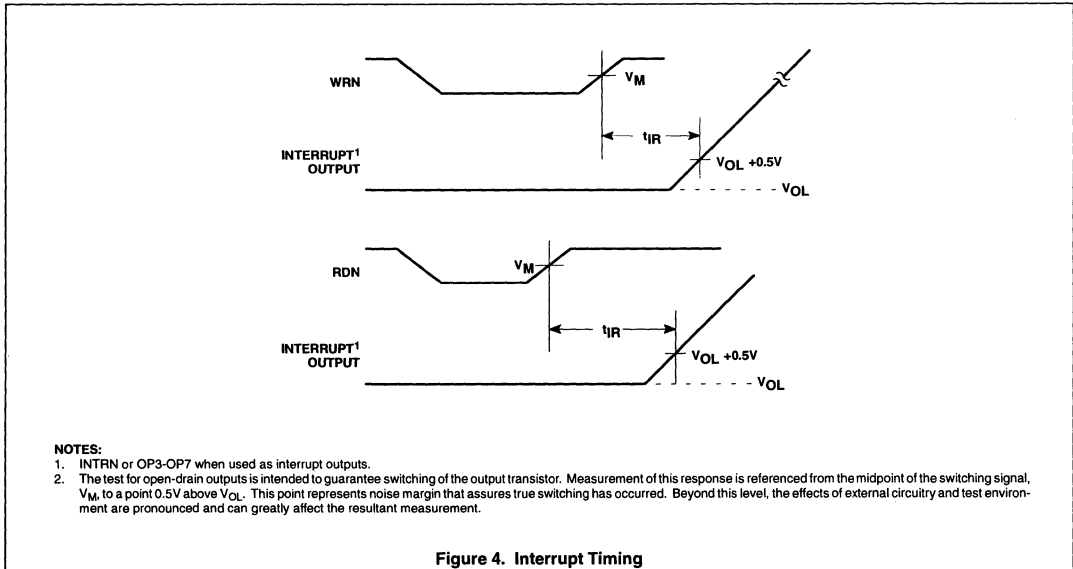 WRN
VM
tIR
INTERRUPT1
OUTPUT
VOL +0.5V
VOL
RDN
VM
tIR
INTERRUPT1
OUTPUT
VOL +0.5V
VOL
NOTES:
1. INTRN or OP3-OP7 when used as interrupt outputs.
2. The test for open-drain outputs is intended to guarantee switching of the output transistor. Measurement of this response is referenced from the midpoint of the switching signal,
VM, to a point 0.5V above VOL. This point represents noise margin that assures true switching has occurred. Beyond this level, the effects of external circuitry and test environ-
ment are pronounced and can greatly affect the resultant measurement.
Figure 4. Interrupt Timing